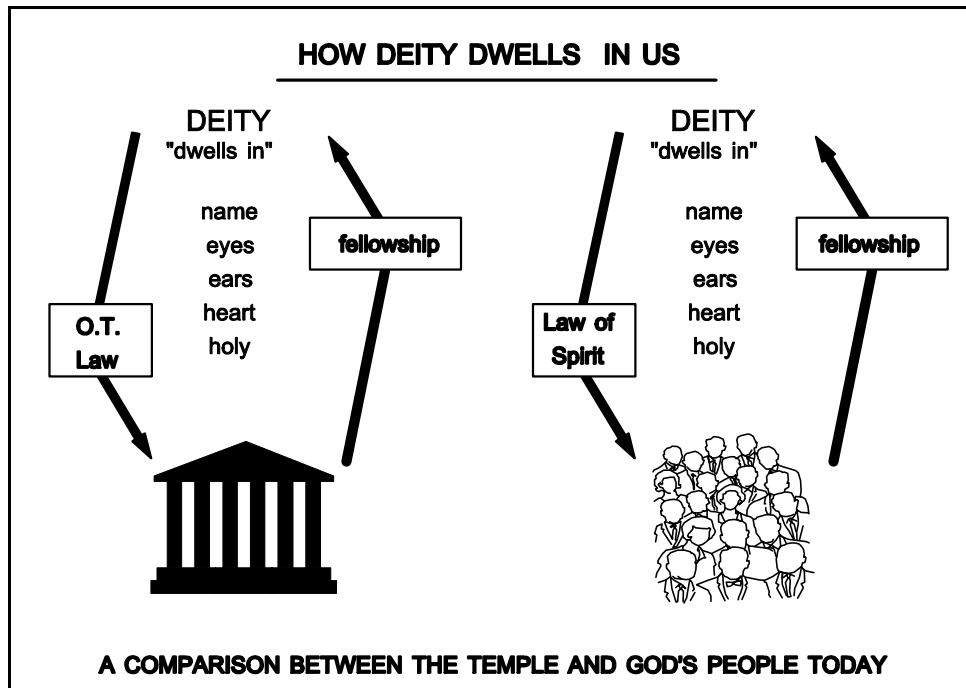 HOW DEITY DWELLS IN US
DEITY
"dwells in"
name
eyes
ears
heart
holy
fellowship
O.T.
Law
DEITY
"dwells in"
name
eyes
ears
heart
holy
fellowship
Law of
Spirit
A COMPARISON BETWEEN THE TEMPLE AND GOD'S PEOPLE TODAY